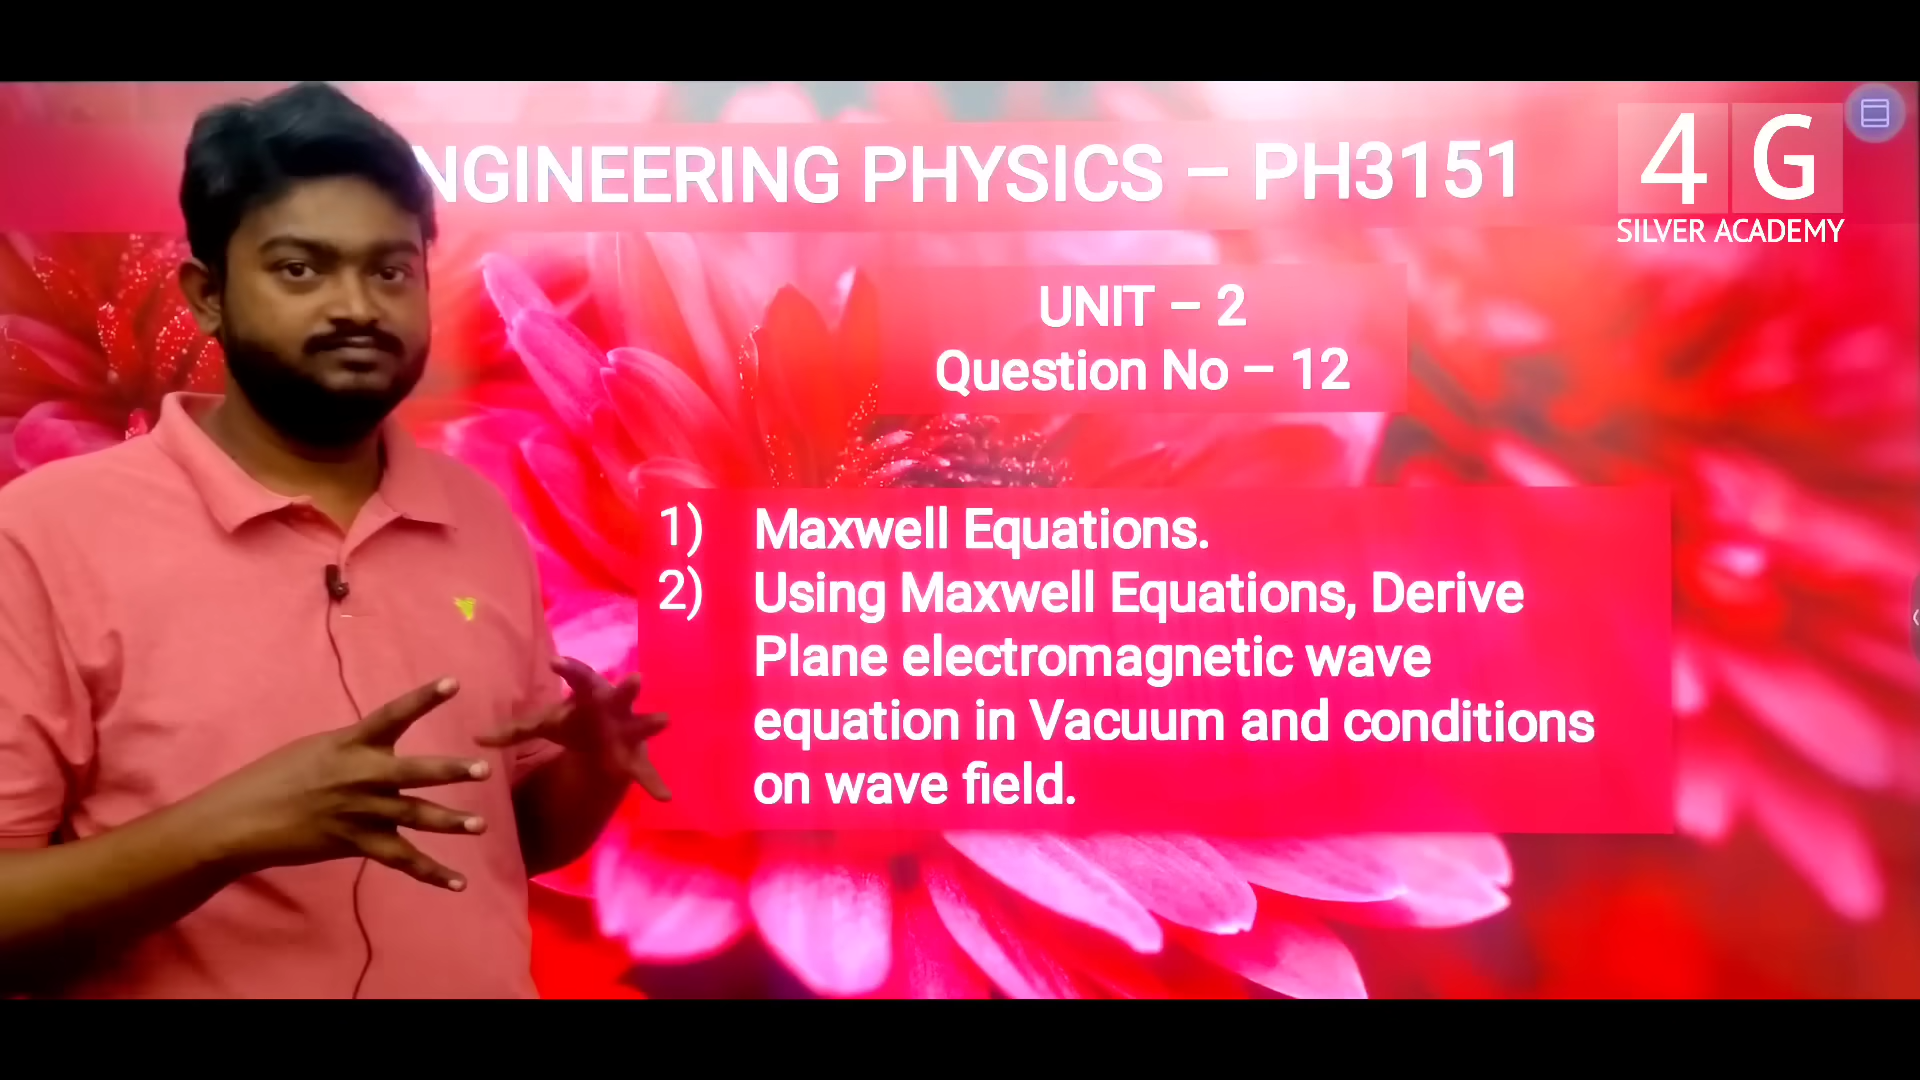 NGINEERING PHYSICS – PH3151
4 G
SILVER ACADEMY
UNIT – 2
Question No – 12
1) Maxwell Equations.
2) Using Maxwell Equations, Derive
Plane electromagnetic wave
equation in Vacuum and conditions
on wave field.